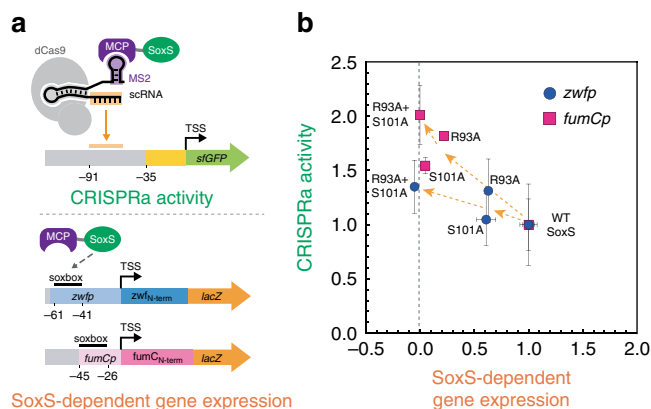 a
dCas9
MCP
SoxS
MS2
scRNA
TSS
sfGFP
−91
−35
CRISPRa activity
MCP
SoxS
soxbox
TSS
zwfp
zwfN-term
lacZ
−61
−41
soxbox
TSS
fumCp
fumCN-term
lacZ
−45
−26
SoxS-dependent gene expression
b
CRISPRa activity
2.5
2.0
1.5
1.0
0.5
0.0
−0.5
0.0
0.5
1.0
1.5
2.0
SoxS-dependent
gene expression
zwfp
fumCp
R93A+
S101A
R93A
S101A
R93A+
S101A
R93A
S101A
WT
SoxS